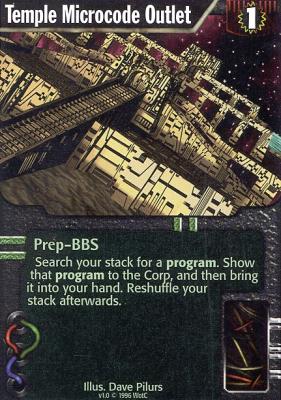 Temple Microcode Outlet
1
Prep-BBS
Search your stack for a program. Show
that program to the Corp, and then bring
it into your hand. Reshuffle your
stack afterwards.
Illus. Dave Pilurs
v1.0 © 1996 WotC